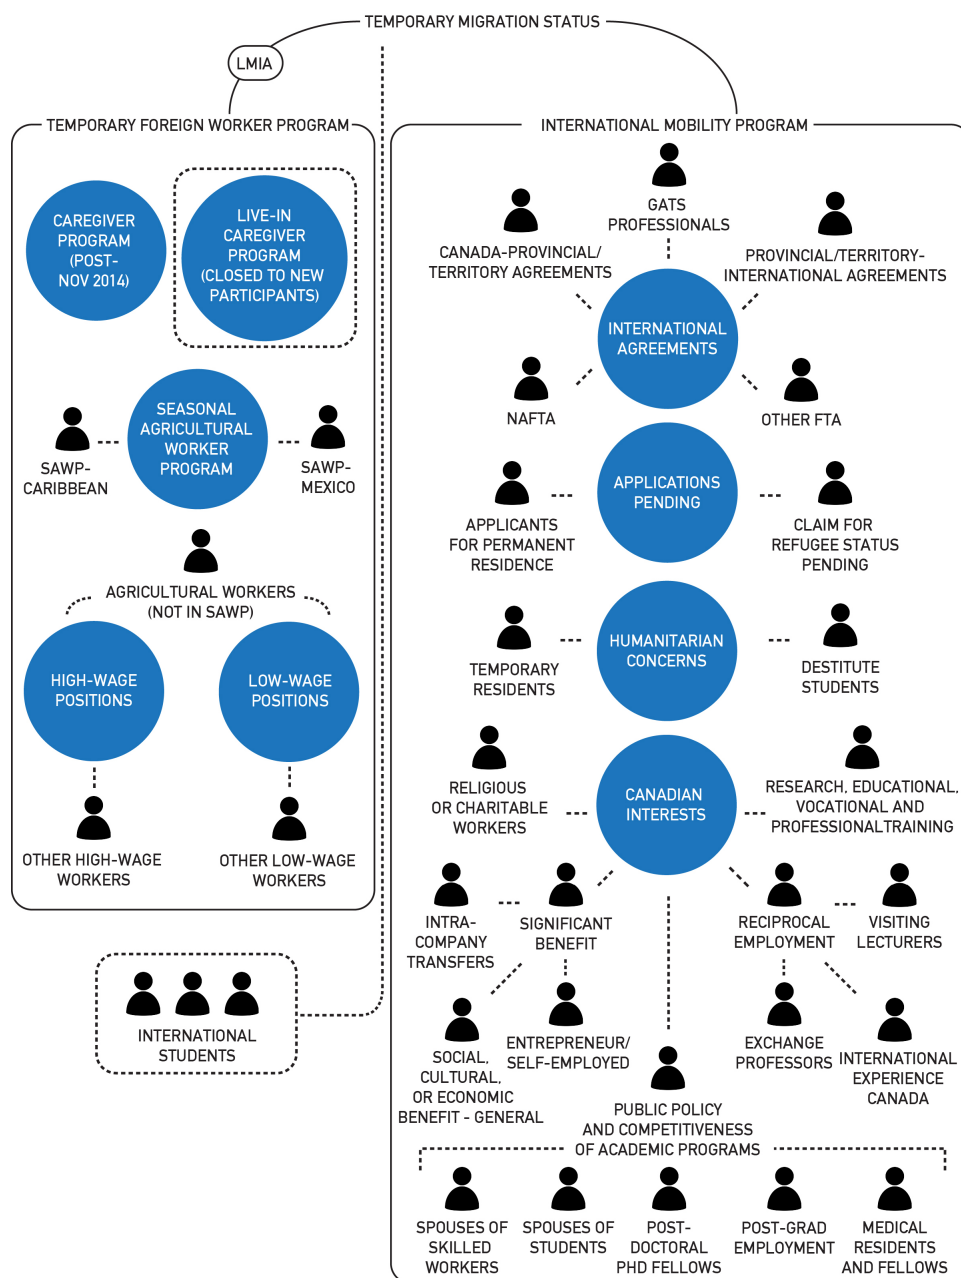 TEMPORARY MIGRATION STATUS
LMIA
TEMPORARY FOREIGN WORKER PROGRAM
CAREGIVER
PROGRAM
(POST-
NOV 2014)
LIVE-IN
CAREGIVER
PROGRAM
(CLOSED TO NEW
PARTICIPANTS)
SEASONAL
AGRICULTURAL
WORKER
PROGRAM
SAWP-
CARIBBEAN
SAWP-
MEXICO
AGRICULTURAL WORKERS
(NOT IN SAWP)
HIGH-WAGE
POSITIONS
LOW-WAGE
POSITIONS
OTHER HIGH-WAGE
WORKERS
OTHER LOW-WAGE
WORKERS
INTERNATIONAL
STUDENTS
INTERNATIONAL MOBILITY PROGRAM
GATS
PROFESSIONALS
CANADA-PROVINCIAL/
TERRITORY AGREEMENTS
PROVINCIAL/TERRITORY-
INTERNATIONAL AGREEMENTS
INTERNATIONAL
AGREEMENTS
NAFTA
OTHER FTA
APPLICATIONS
PENDING
APPLICANTS
FOR PERMANENT
RESIDENCE
CLAIM FOR
REFUGEE STATUS
PENDING
HUMANITARIAN
CONCERNS
TEMPORARY
RESIDENTS
DESTITUTE
STUDENTS
CANADIAN
INTERESTS
RELIGIOUS
OR CHARITABLE
WORKERS
RESEARCH, EDUCATIONAL,
VOCATIONAL AND
PROFESSIONALTRAINING
INTRA-
COMPANY
TRANSFERS
SIGNIFICANT
BENEFIT
RECIPROCAL
EMPLOYMENT
VISITING
LECTURERS
SOCIAL,
CULTURAL,
OR ECONOMIC
BENEFIT - GENERAL
ENTREPRENEUR/
SELF-EMPLOYED
EXCHANGE
PROFESSORS
INTERNATIONAL
EXPERIENCE
CANADA
PUBLIC POLICY
AND COMPETITIVENESS
OF ACADEMIC PROGRAMS
SPOUSES OF
SKILLED
WORKERS
SPOUSES OF
STUDENTS
POST-
DOCTORAL
PHD FELLOWS
POST-GRAD
EMPLOYMENT
MEDICAL
RESIDENTS
AND FELLOWS